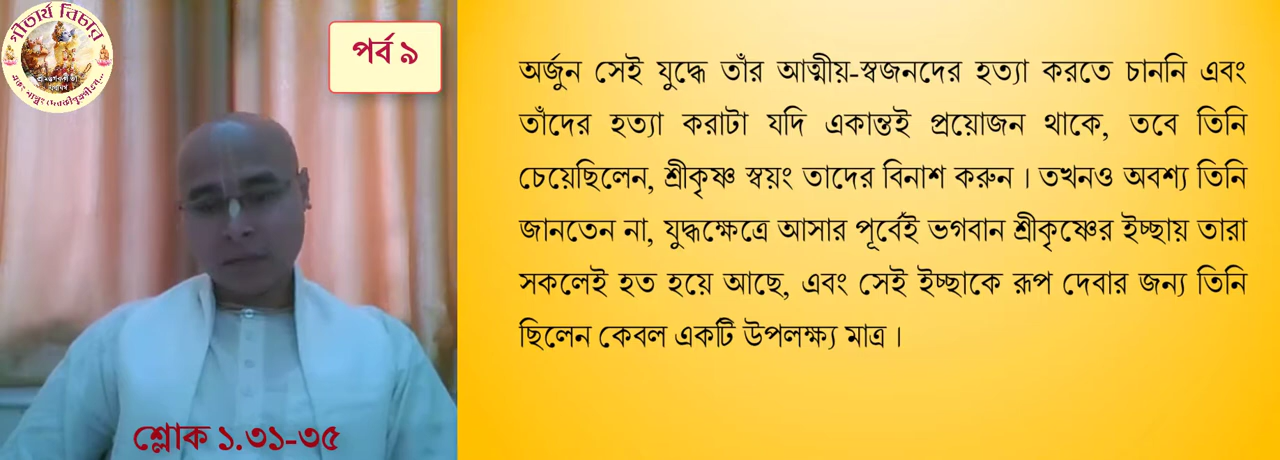 গীতার্থ বিচার
পর্ব ৯
অর্জুন সেই যুদ্ধে তাঁর আত্মীয়-স্বজনদের হত্যা করতে চাননি এবং
তাঁদের হত্যা করাটা যদি একান্তই প্রয়োজন থাকে, তবে তিনি
চেয়েছিলেন, শ্রীকৃষ্ণ স্বয়ং তাদের বিনাশ করুন। তখনও অবশ্য তিনি
জানতেন না, যুদ্ধক্ষেত্রে আসার পূর্বেই ভগবান শ্রীকৃষ্ণের ইচ্ছায় তারা
সকলেই হত হয়ে আছে, এবং সেই ইচ্ছাকে রূপ দেবার জন্য তিনি
ছিলেন কেবল একটি উপলক্ষ্য মাত্র।
শ্লোক ১.৩১-৩৫